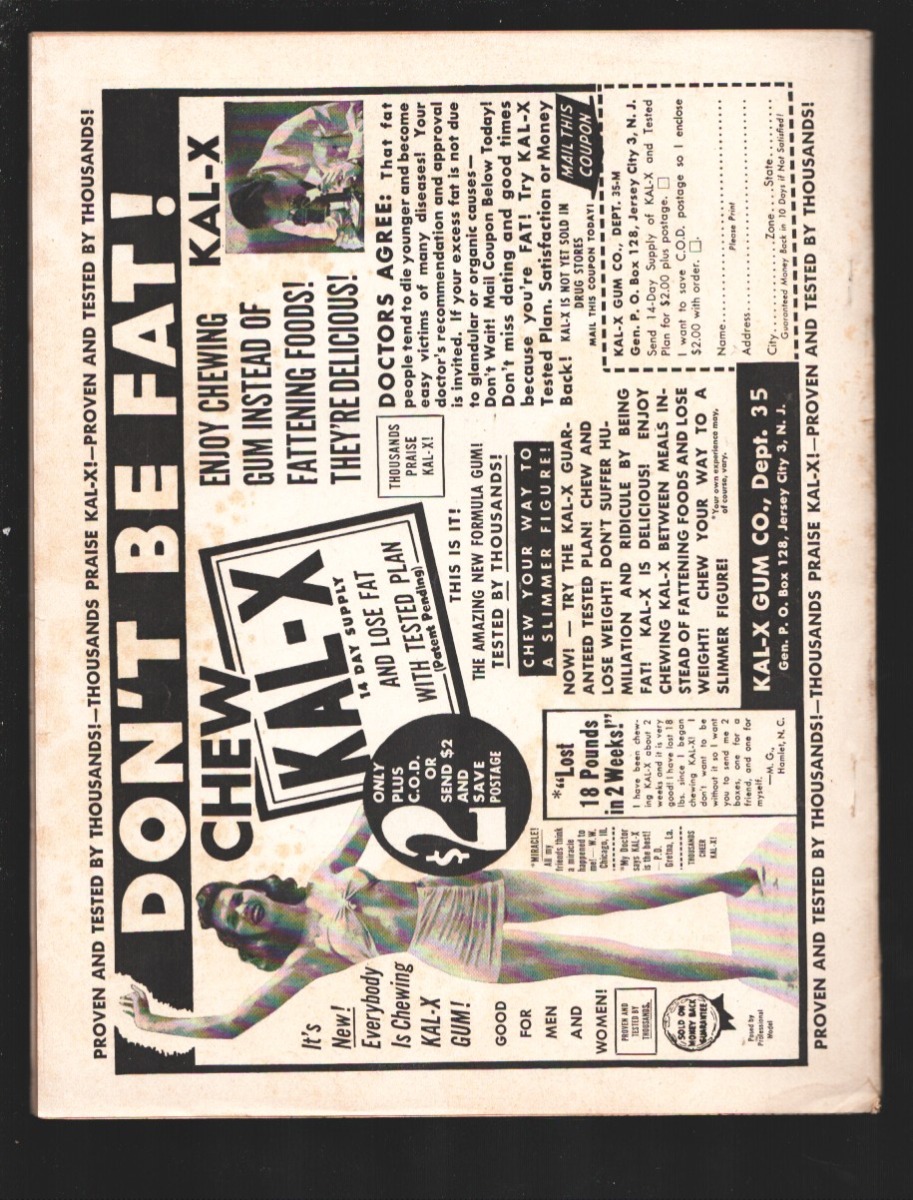 PROVEN AND TESTED BY THOUSANDS!—THOUSANDS PRAISE KAL-X!—PROVEN AND TESTED BY THOUSANDS!
DON'T BE FAT!
CHEW
KAL-X
14 DAY SUPPLY
AND LOSE FAT
WITH TESTED PLAN
(Patent Pending)
ENJOY CHEWING
GUM INSTEAD OF
FATTENING FOODS!
THEY'RE DELICIOUS!
KAL-X
It's
New!
Everybody
Is Chewing
KAL-X
GUM!
GOOD
FOR
MEN
AND
WOMEN!
PROVEN AND
TESTED BY
THOUSANDS.
SOLD ON
MONEY BACK
GUARANTEE
Posed by
Professional
Model
ONLY
$2
PLUS
C.O.D.
OR
SEND $2
AND
SAVE
POSTAGE
"MIRACLE!
All my
friends think
a miracle
happened to
me!—N.W.
Chicago, Ill.
"My Doctor
says KAL-X
is the best!
P.D.
Gretna, La.
THOUSANDS
CHEER
KAL-X!
*"Lost
18 Pounds
in 2 Weeks!"
I have been chew-
ing KAL-X about 2
weeks and it is very
good! I have lost 18
lbs. since I began
chewing KAL-X! I
don't want to be
without it so I want
you to send me 2
boxes, one for a
friend, and one for
myself.
—M. G.,
Hamlet, N. C.
THIS IS IT!
THE AMAZING NEW FORMULA GUM!
TESTED BY THOUSANDS!
CHEW YOUR WAY TO
A SLIMMER FIGURE!
NOW! — TRY THE KAL-X GUAR-
ANTEED TESTED PLAN! CHEW AND
LOSE WEIGHT! DON'T SUFFER HU-
MILIATION AND RIDICULE BY BEING
FAT! KAL-X IS DELICIOUS! ENJOY
CHEWING KAL-X BETWEEN MEALS IN-
STEAD OF FATTENING FOODS AND LOSE
WEIGHT! CHEW YOUR WAY TO A
SLIMMER FIGURE!
*Your own experience may,
of course, vary.
KAL-X GUM CO., Dept. 35
Gen. P. O. Box 128, Jersey City 3, N. J.
THOUSANDS
PRAISE
KAL-X!
DOCTORS AGREE: That fat
people tend to die younger and become
easy victims of many diseases! Your
doctor's recommendation and approval
is invited. If your excess fat is not due
to glandular or organic causes—
Don't Wait! Mail Coupon Below Today!
Don't miss dating and good times
because you're FAT! Try KAL-X
Tested Plan. Satisfaction or Money
Back!
KAL-X IS NOT YET SOLD IN
DRUG STORES
MAIL THIS COUPON TODAY!
MAIL THIS
COUPON
KAL-X GUM CO., DEPT. 35-M
Gen. P. O. Box 128, Jersey City 3, N. J.
Send 14-Day Supply of KAL-X and Tested
Plan for $2.00 plus postage.
I want to save C.O.D. postage so I enclose
$2.00 with order.
Name
Please Print
Address
City Zone State
Guaranteed Money Back in 10 Days if Not Satisfied!
PROVEN AND TESTED BY THOUSANDS!—THOUSANDS PRAISE KAL-X!—PROVEN AND TESTED BY THOUSANDS!